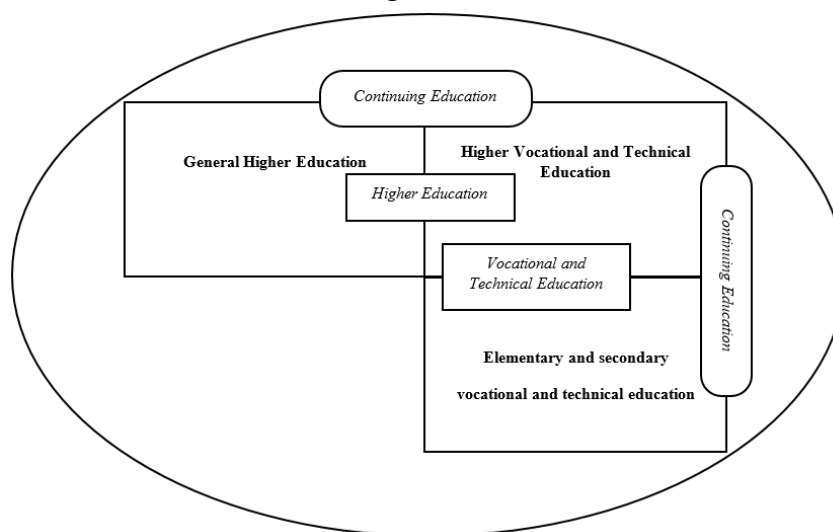 Continuing Education
General Higher Education
Higher Vocational and Technical
Education
Higher Education
Continuing Education
Vocational and
Technical Education
Elementary and secondary
vocational and technical education